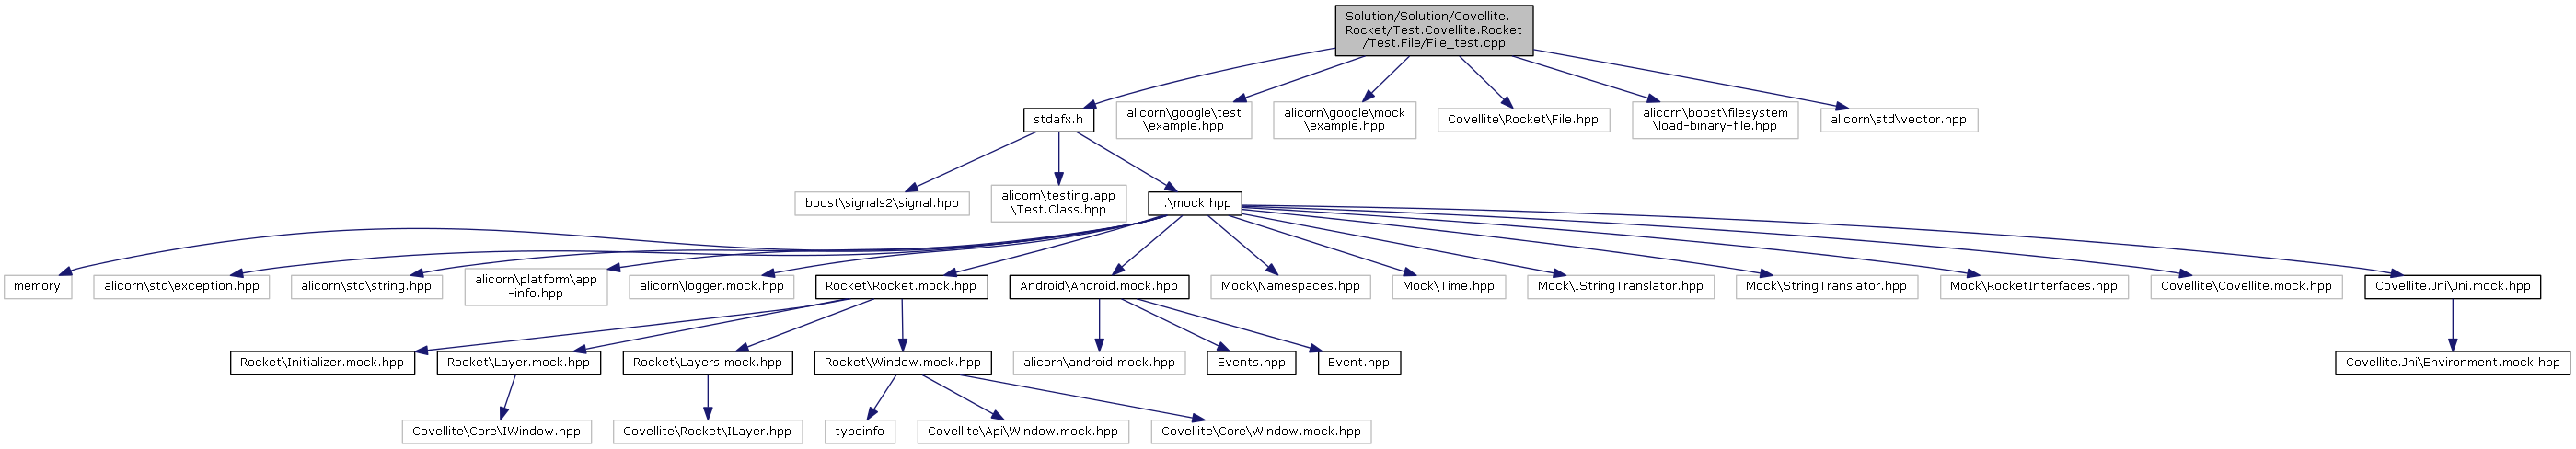 Solution/Solution/Covellite.
Rocket/Test.Covellite.Rocket
/Test.File/File_test.cpp
stdafx.h
alicorn\google\test
\example.hpp
alicorn\google\mock
\example.hpp
Covellite\Rocket\File.hpp
alicorn\boost\filesystem
\load-binary-file.hpp
alicorn\std\vector.hpp
boost\signals2\signal.hpp
alicorn\testing.app
\Test.Class.hpp
..\mock.hpp
memory
alicorn\std\exception.hpp
alicorn\std\string.hpp
alicorn\platform\app
-info.hpp
alicorn\logger.mock.hpp
Rocket\Rocket.mock.hpp
Android\Android.mock.hpp
Mock\Namespaces.hpp
Mock\Time.hpp
Mock\IStringTranslator.hpp
Mock\StringTranslator.hpp
Mock\RocketInterfaces.hpp
Covellite\Covellite.mock.hpp
Covellite.Jni\Jni.mock.hpp
Rocket\Initializer.mock.hpp
Rocket\Layer.mock.hpp
Rocket\Layers.mock.hpp
Rocket\Window.mock.hpp
alicorn\android.mock.hpp
Events.hpp
Event.hpp
Covellite.Jni\Environment.mock.hpp
Covellite\Core\IWindow.hpp
Covellite\Rocket\ILayer.hpp
typeinfo
Covellite\Api\Window.mock.hpp
Covellite\Core\Window.mock.hpp